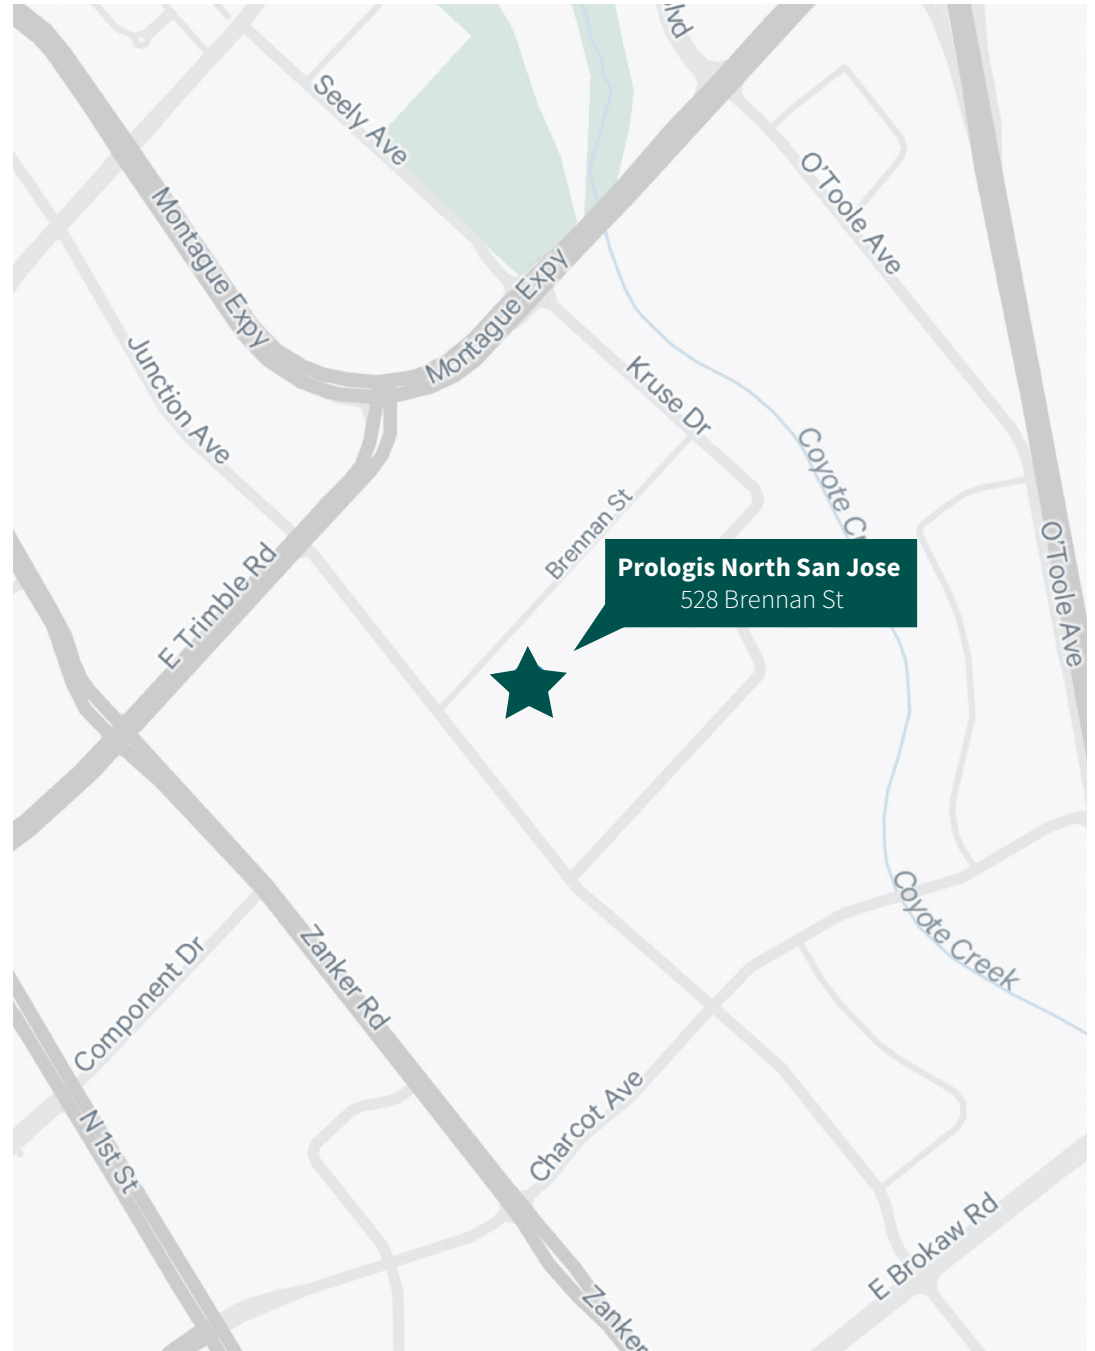 lvd
Seely Ave
O'Toole Ave
Montague Expy
Montague Expy
Junction Ave
Kruse Dr
Coyote Cr
Brennan St
O'Toole Ave
E Trimble Rd
Prologis North San Jose
528 Brennan St
Coyote Creek
Zanker Rd
Component Dr
Charcot Ave
N 1st St
E Brokaw Rd
Zanker